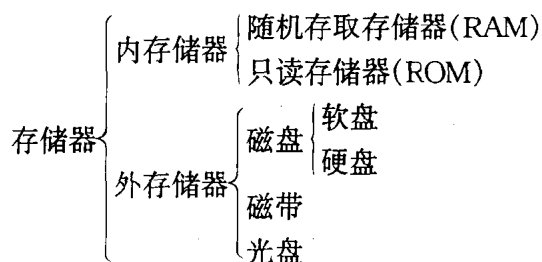 随机存取存储器(RAM)
内存储器
只读存储器(ROM)
存储器
软盘
磁盘
硬盘
外存储器
磁带
光盘